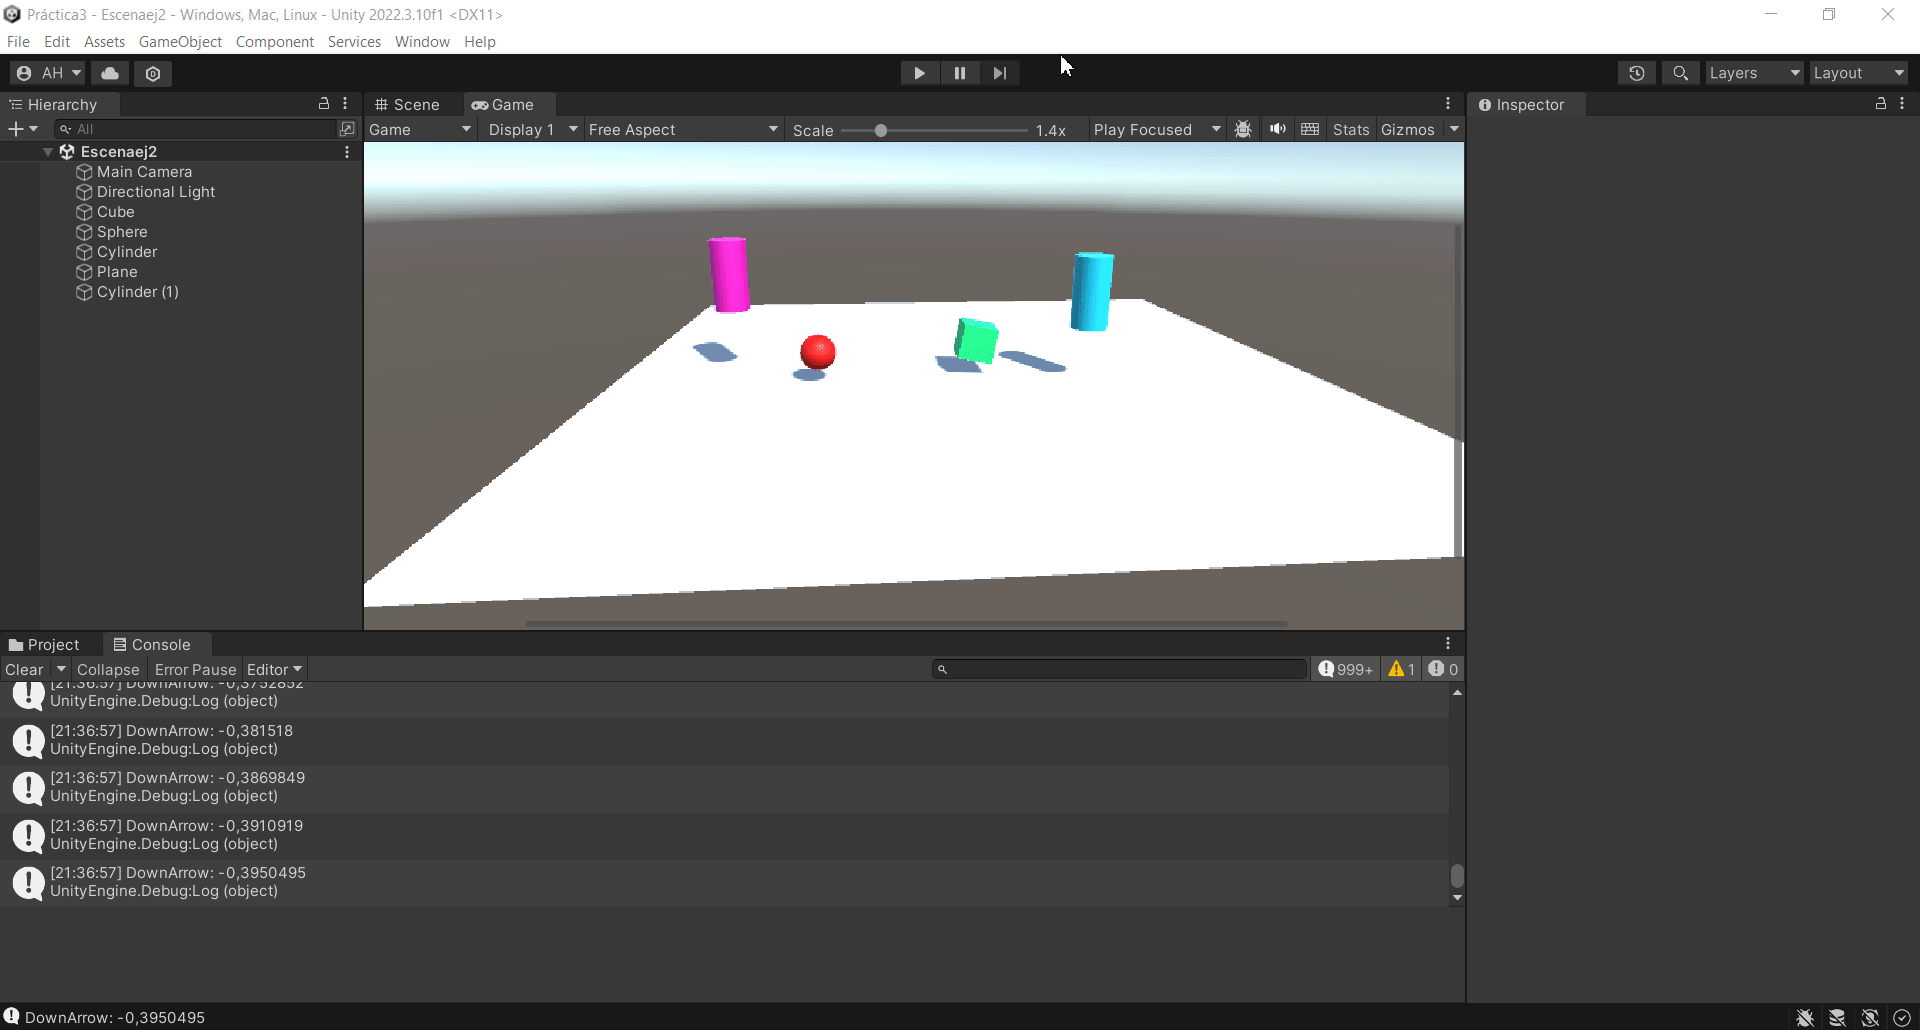 Práctica3 - Escenaej2 - Windows, Mac, Linux - Unity 2022.3.10f1 <DX11>
File Edit Assets GameObject Component Services Window Help
AH Layers Layout
Hierarchy Scene Game Inspector
All Game Display 1 Free Aspect Scale 1.4x Play Focused Stats Gizmos
Escenaej2
Main Camera
Directional Light
Cube
Sphere
Cylinder
Plane
Cylinder (1)
Project Console
Clear Collapse Error Pause Editor 999+ 1 0
[21:36:57] DownArrow: -0,3752852
UnityEngine.Debug:Log (object)
[21:36:57] DownArrow: -0,381518
UnityEngine.Debug:Log (object)
[21:36:57] DownArrow: -0,3869849
UnityEngine.Debug:Log (object)
[21:36:57] DownArrow: -0,3910919
UnityEngine.Debug:Log (object)
[21:36:57] DownArrow: -0,3950495
UnityEngine.Debug:Log (object)
DownArrow: -0,3950495